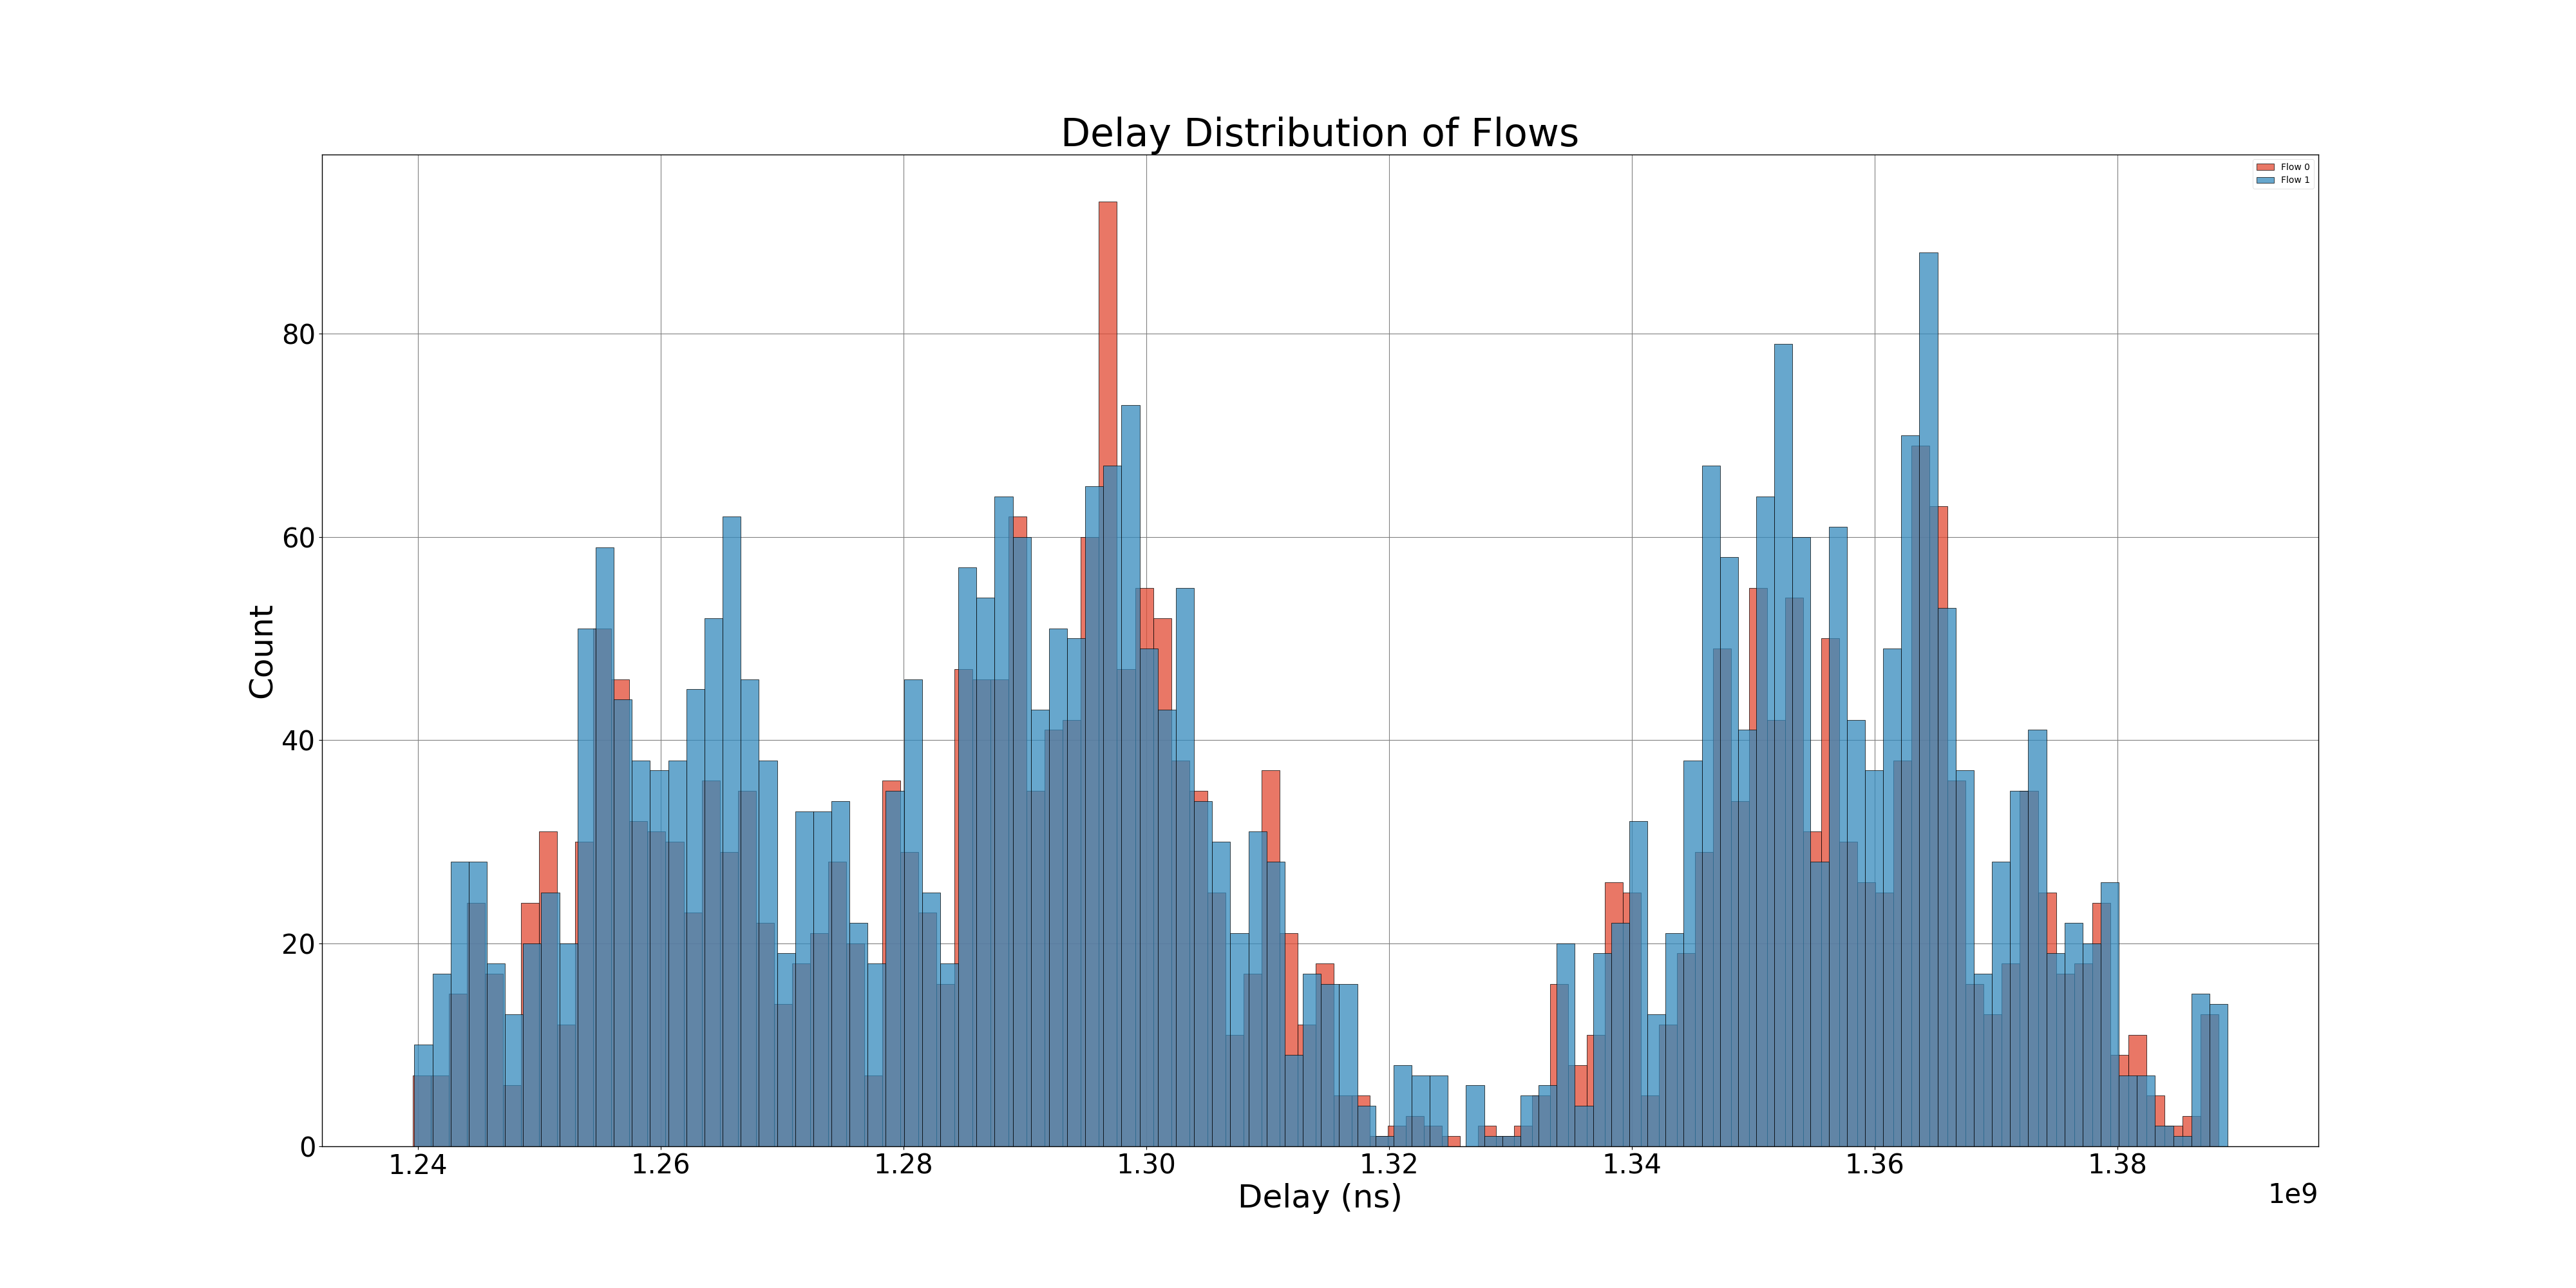 Delay Distribution of Flows
Flow 0
Flow 1
80
60
40
20
0
Count
1.24 1.26 1.28 1.30 1.32 1.34 1.36 1.38
Delay (ns)
1e9